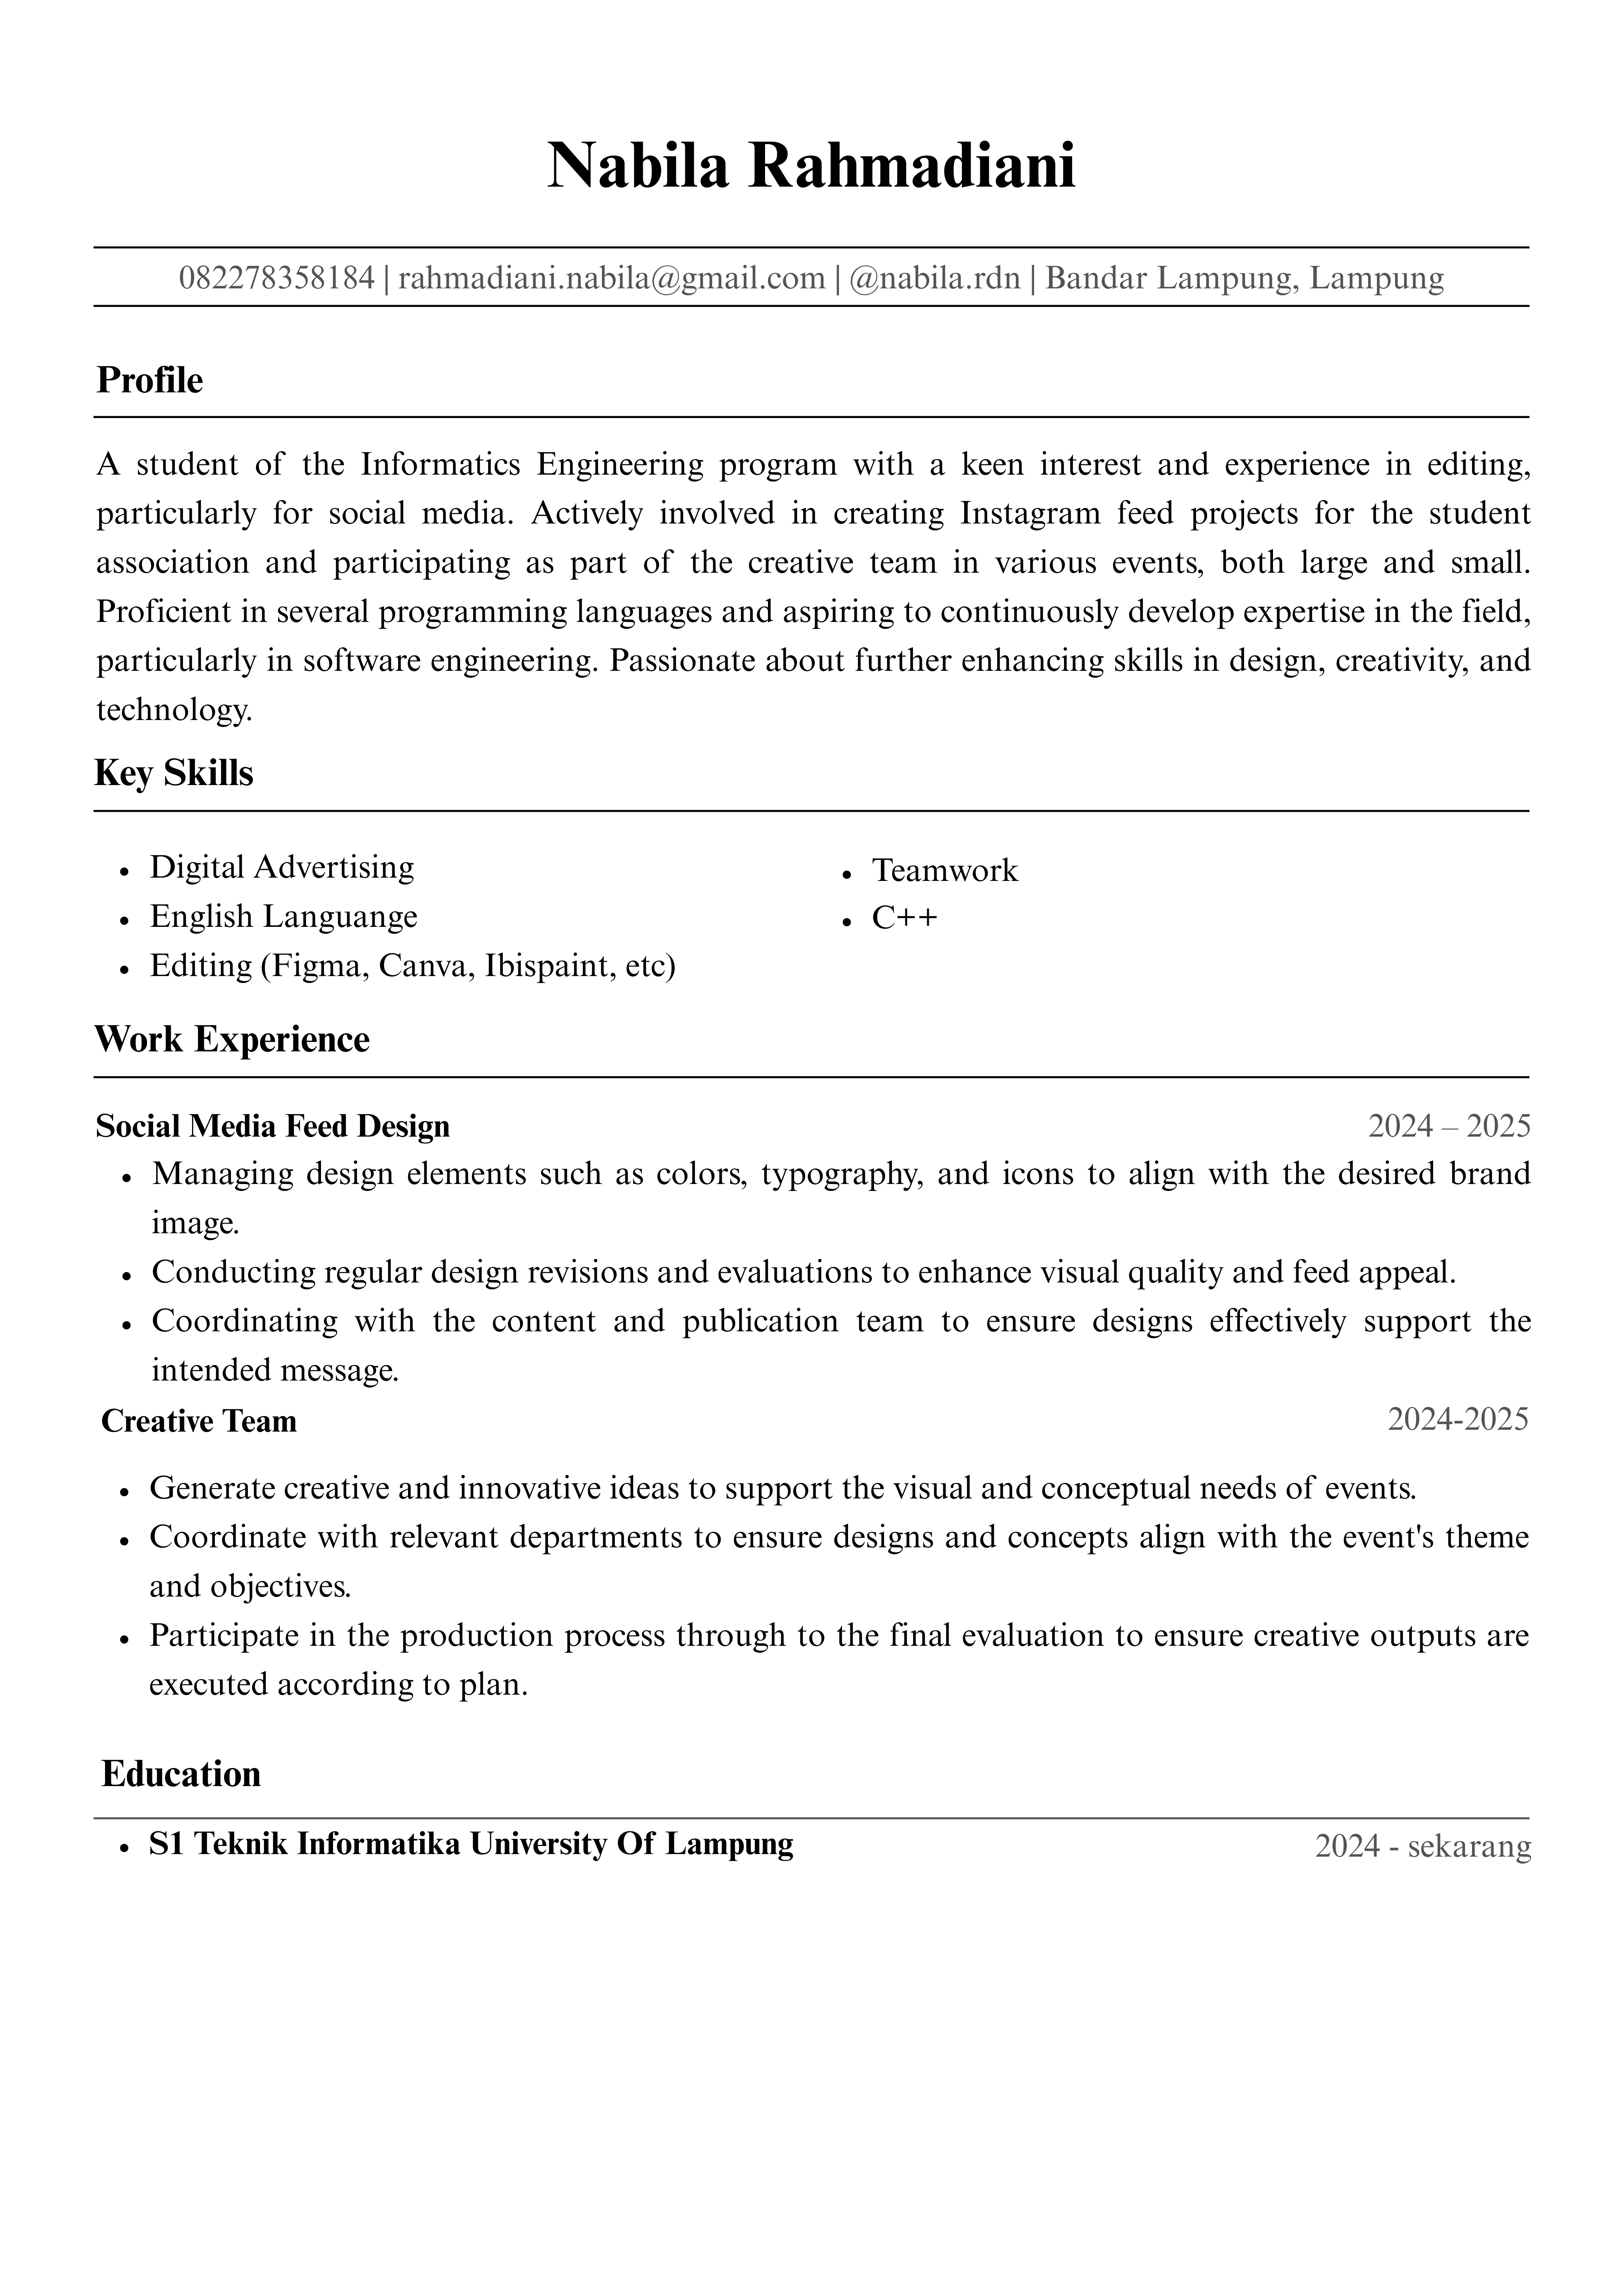 Nabila Rahmadiani
082278358184 | rahmadiani.nabila@gmail.com | @nabila.rdn | Bandar Lampung, Lampung
Profile
A student of the Informatics Engineering program with a keen interest and experience in editing,
particularly for social media. Actively involved in creating Instagram feed projects for the student
association and participating as part of the creative team in various events, both large and small.
Proficient in several programming languages and aspiring to continuously develop expertise in the field,
particularly in software engineering. Passionate about further enhancing skills in design, creativity, and
technology.
Key Skills
• Digital Advertising
• English Languange
• Editing (Figma, Canva, Ibispaint, etc)
• Teamwork
• C++
Work Experience
Social Media Feed Design 2024 – 2025
• Managing design elements such as colors, typography, and icons to align with the desired brand
image.
• Conducting regular design revisions and evaluations to enhance visual quality and feed appeal.
• Coordinating with the content and publication team to ensure designs effectively support the
intended message.
Creative Team 2024-2025
• Generate creative and innovative ideas to support the visual and conceptual needs of events.
• Coordinate with relevant departments to ensure designs and concepts align with the event's theme
and objectives.
• Participate in the production process through to the final evaluation to ensure creative outputs are
executed according to plan.
Education
• S1 Teknik Informatika University Of Lampung 2024 - sekarang